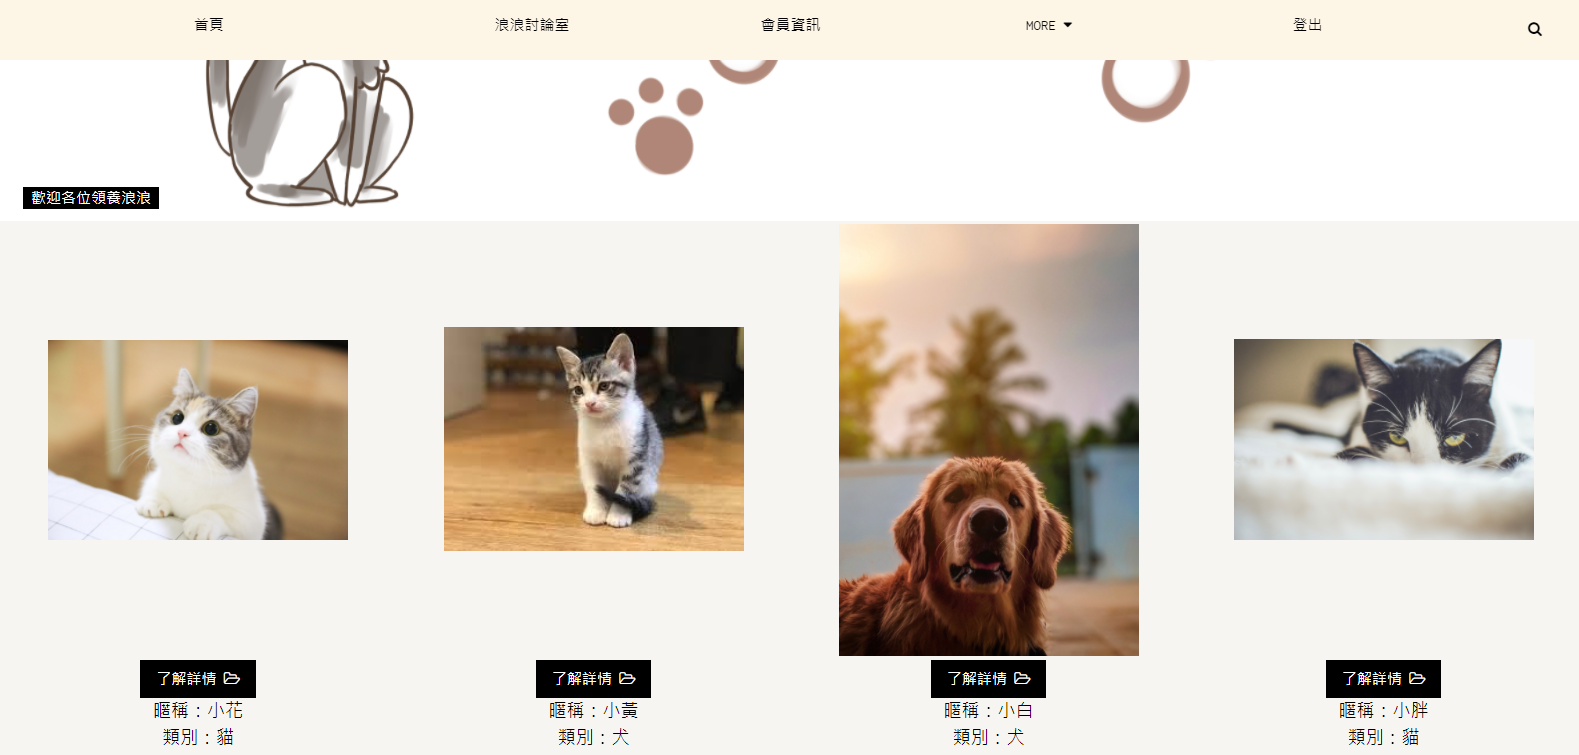 首頁
浪浪討論室
會員資訊
MORE
登出
歡迎各位領養浪浪
了解詳情
了解詳情
了解詳情
了解詳情
暱稱：小花
暱稱：小黃
暱稱：小白
暱稱：小胖
類別：貓
類別：犬
類別：犬
類別：貓